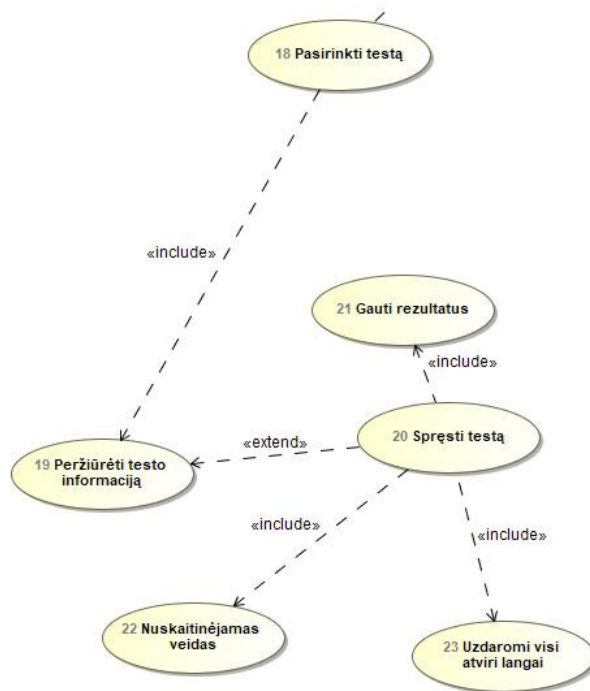 18 Pasirinkti testą
«include»
21 Gauti rezultatus
«include»
20 Spręsti testą
«extend»
19 Peržiūrėti testo
informaciją
«include»
«include»
22 Nuskaitinėjamas
veidas
23 Uzdaromi visi
atviri langai